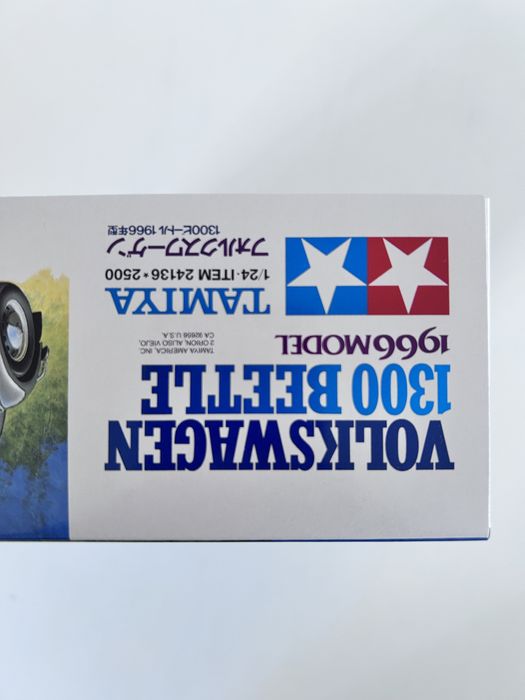 VOLKSWAGEN
1300 BEETLE
1966 MODEL
TAMIYA AMERICA, INC.
2 ORION, ALISO VIEJO,
CA 92656 U.S.A.
TAMIYA
1/24・ITEM 24136★2500
フォルクスワーゲン
1300ビートル 1966年型